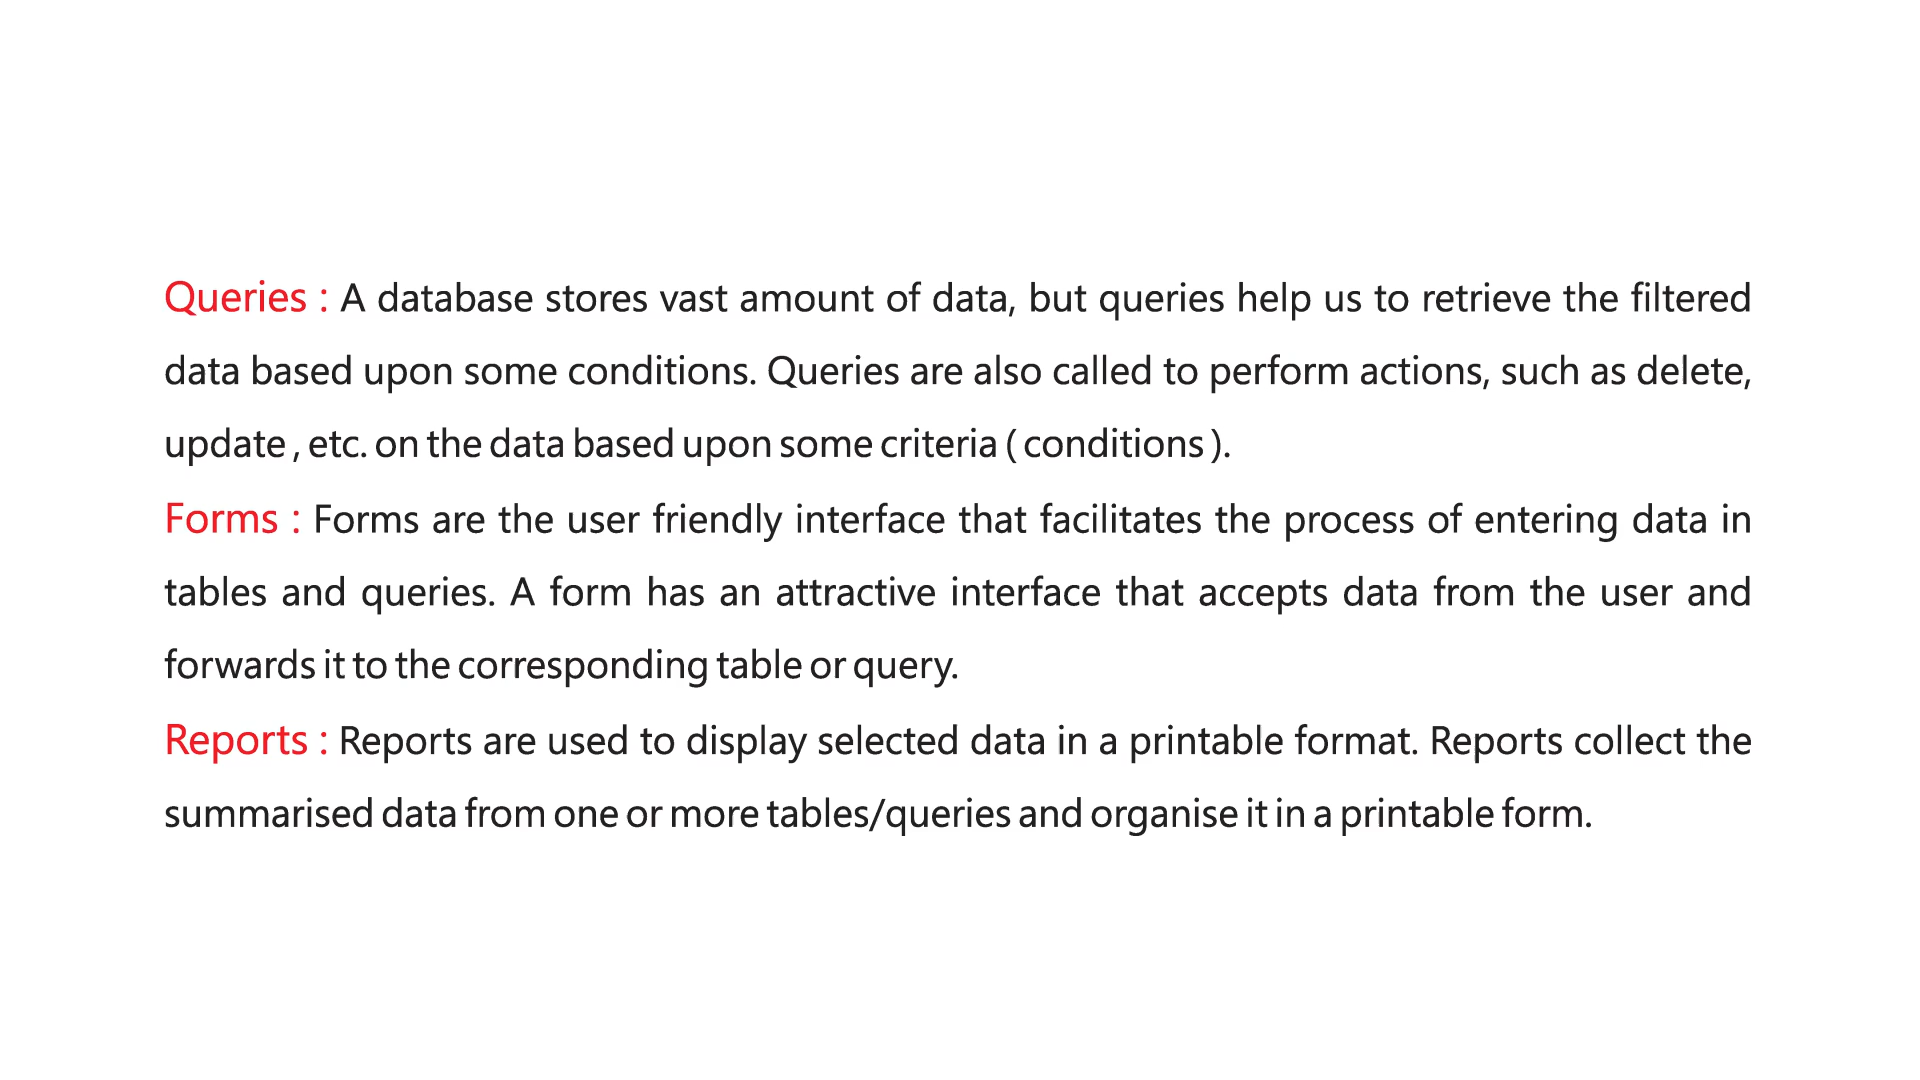 Queries : A database stores vast amount of data, but queries help us to retrieve the filtered
data based upon some conditions. Queries are also called to perform actions, such as delete,
update , etc. on the data based upon some criteria ( conditions ).
Forms : Forms are the user friendly interface that facilitates the process of entering data in
tables and queries. A form has an attractive interface that accepts data from the user and
forwards it to the corresponding table or query.
Reports : Reports are used to display selected data in a printable format. Reports collect the
summarised data from one or more tables/queries and organise it in a printable form.